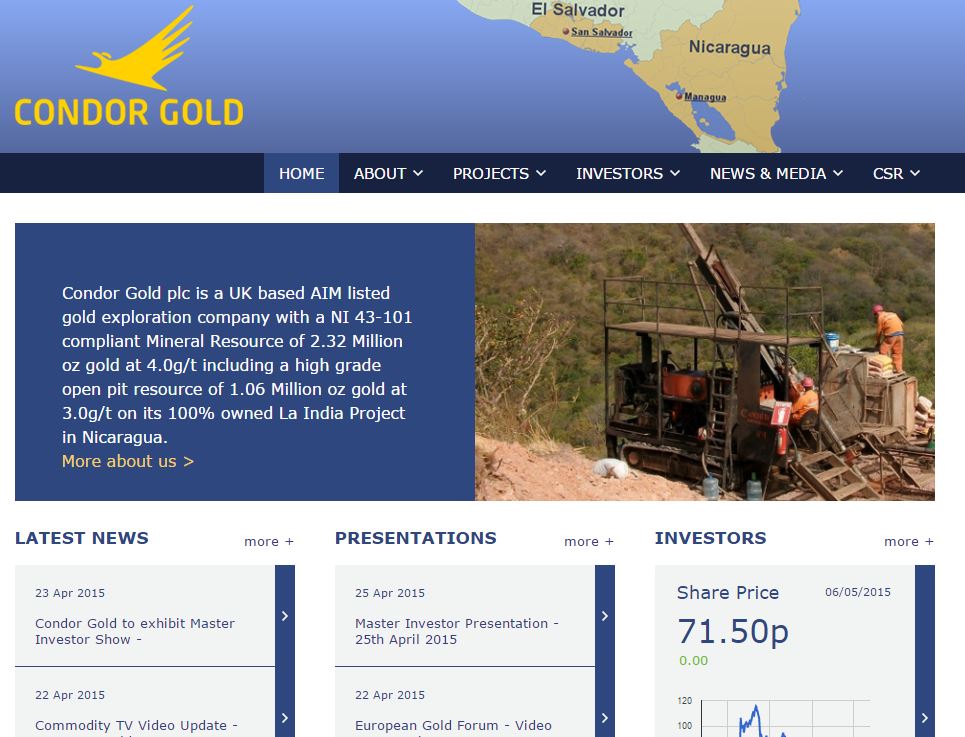 El Salvador
San Salvador
Nicaragua
Managua
CONDOR GOLD
HOME ABOUT PROJECTS INVESTORS NEWS & MEDIA CSR
Condor Gold plc is a UK based AIM listed
gold exploration company with a NI 43-101
compliant Mineral Resource of 2.32 Million
oz gold at 4.0g/t including a high grade
open pit resource of 1.06 Million oz gold at
3.0g/t on its 100% owned La India Project
in Nicaragua.
More about us >
LATEST NEWS more +
23 Apr 2015
Condor Gold to exhibit Master
Investor Show -
22 Apr 2015
Commodity TV Video Update -
PRESENTATIONS more +
25 Apr 2015
Master Investor Presentation -
25th April 2015
22 Apr 2015
European Gold Forum - Video
INVESTORS more +
Share Price 06/05/2015
71.50p
0.00
120
100